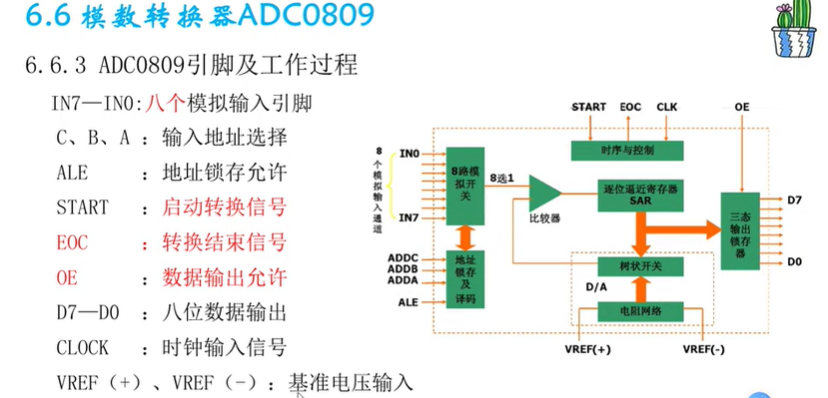 6.6 模数转换器ADC0809
6.6.3 ADC0809引脚及工作过程
IN7—IN0:八个模拟输入引脚
C、B、A : 输入地址选择
ALE : 地址锁存允许
START : 启动转换信号
EOC : 转换结束信号
OE : 数据输出允许
D7—D0 : 八位数据输出
CLOCK : 时钟输入信号
VREF（+）、VREF（-）: 基准电压输入
START EOC CLK OE
时序与控制
8个模拟输入通道
IN0
IN7
8路模拟开关
8选1
比较器
逐位逼近寄存器
SAR
三态输出锁存器
D7
D0
ADDC
ADDB
ADDA
ALE
地址锁存及译码
树状开关
D/A
电阻网络
VREF(+) VREF(-)